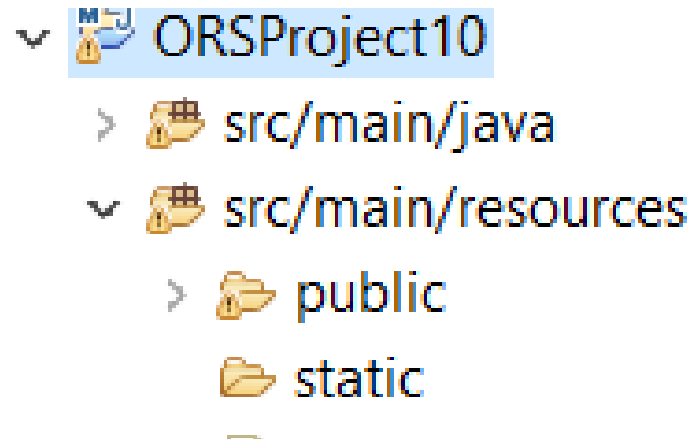 ORSProject10
src/main/java
src/main/resources
public
static